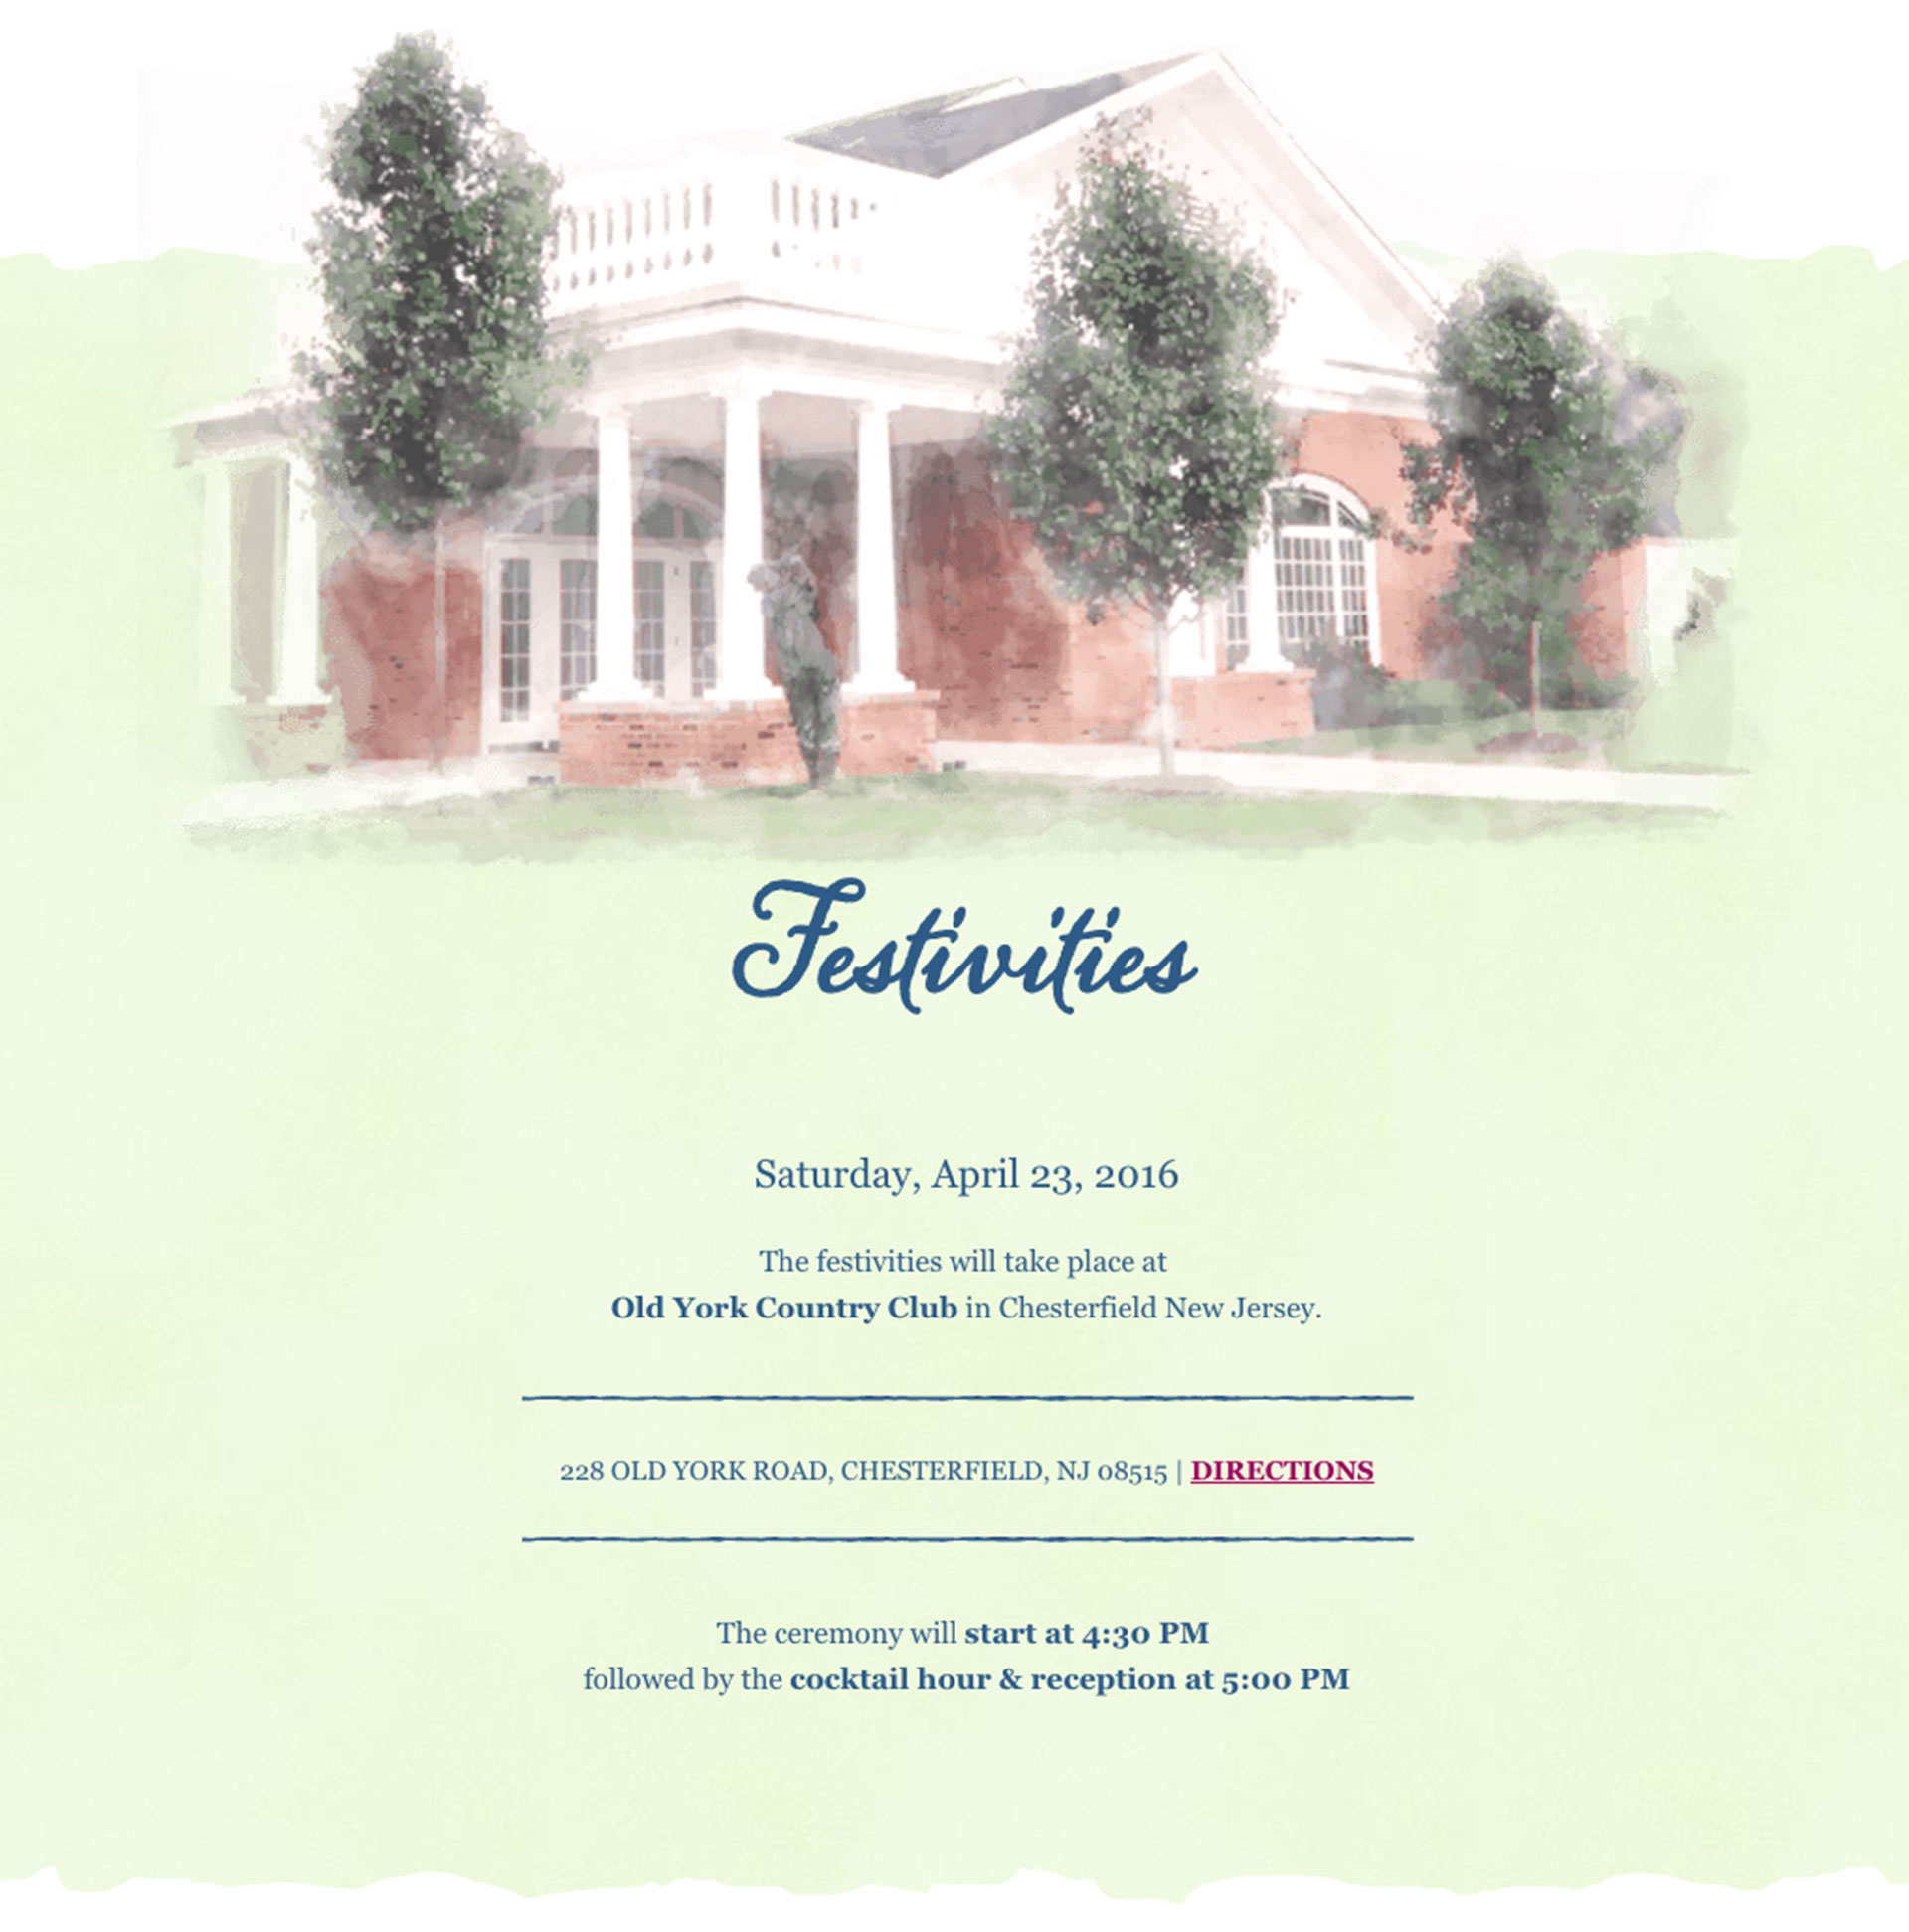 Festivities
Saturday, April 23, 2016
The festivities will take place at
Old York Country Club in Chesterfield New Jersey.
228 OLD YORK ROAD, CHESTERFIELD, NJ 08515 | DIRECTIONS
The ceremony will start at 4:30 PM
followed by the cocktail hour & reception at 5:00 PM